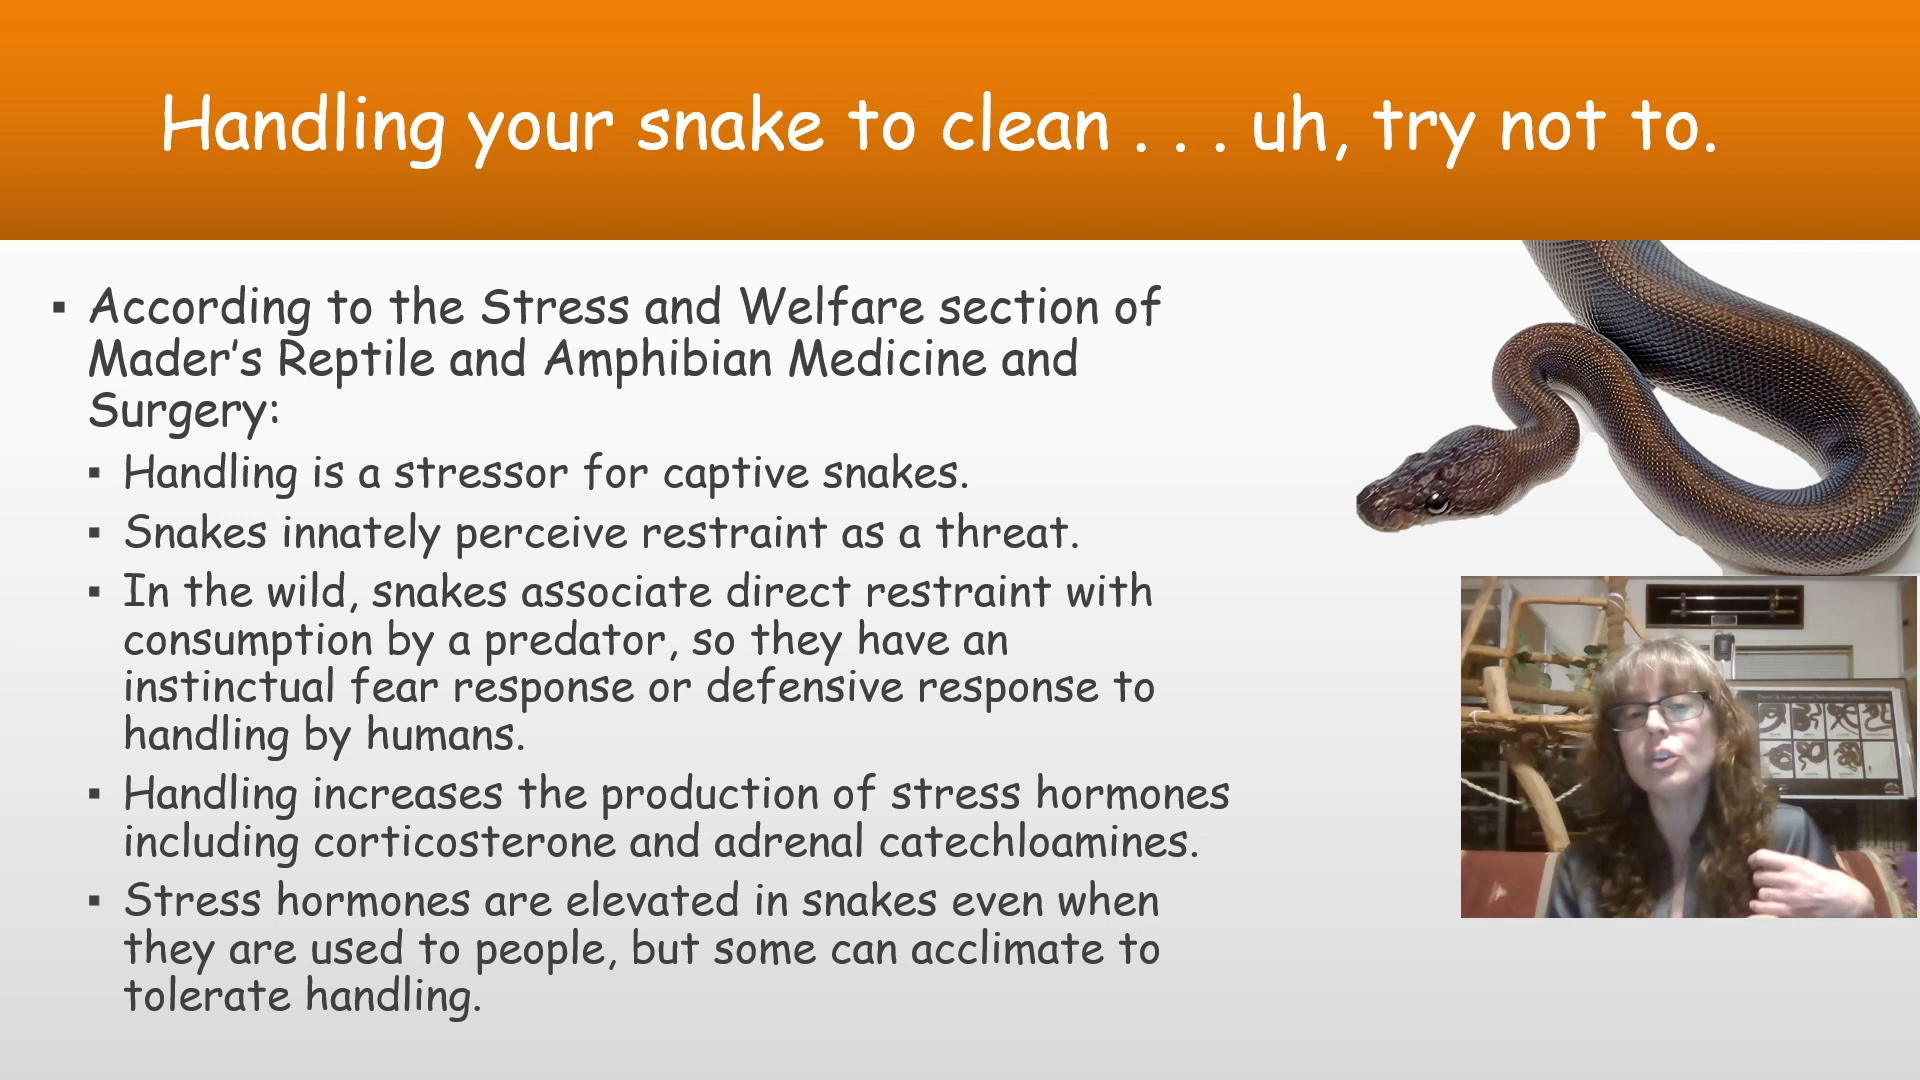 Handling your snake to clean . . . uh, try not to.
▪ According to the Stress and Welfare section of
Mader’s Reptile and Amphibian Medicine and
Surgery:
▪ Handling is a stressor for captive snakes.
▪ Snakes innately perceive restraint as a threat.
▪ In the wild, snakes associate direct restraint with
consumption by a predator, so they have an
instinctual fear response or defensive response to
handling by humans.
▪ Handling increases the production of stress hormones
including corticosterone and adrenal catechloamines.
▪ Stress hormones are elevated in snakes even when
they are used to people, but some can acclimate to
tolerate handling.